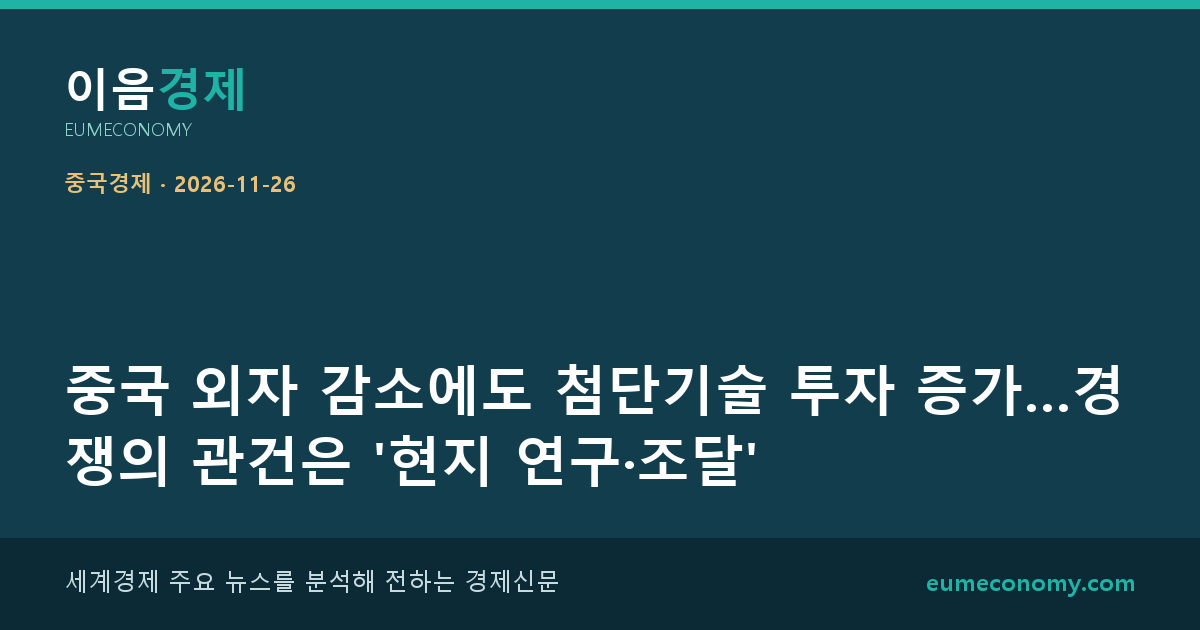 이음경제
EUMECONOMY
중국경제 · 2026-11-26
중국 외자 감소에도 첨단기술 투자 증가…경
쟁의 관건은 '현지 연구·조달'
세계경제 주요 뉴스를 분석해 전하는 경제신문
eumeconomy.com